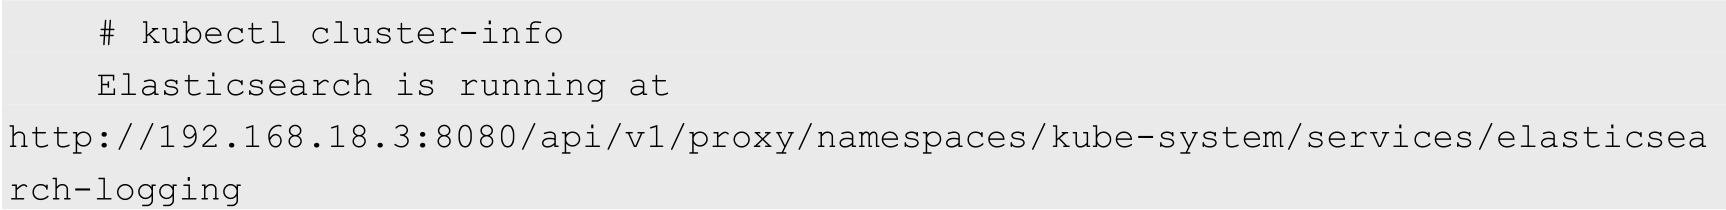 # kubectl cluster-info
Elasticsearch is running at
http://192.168.18.3:8080/api/v1/proxy/namespaces/kube-system/services/elasticsea
rch-logging